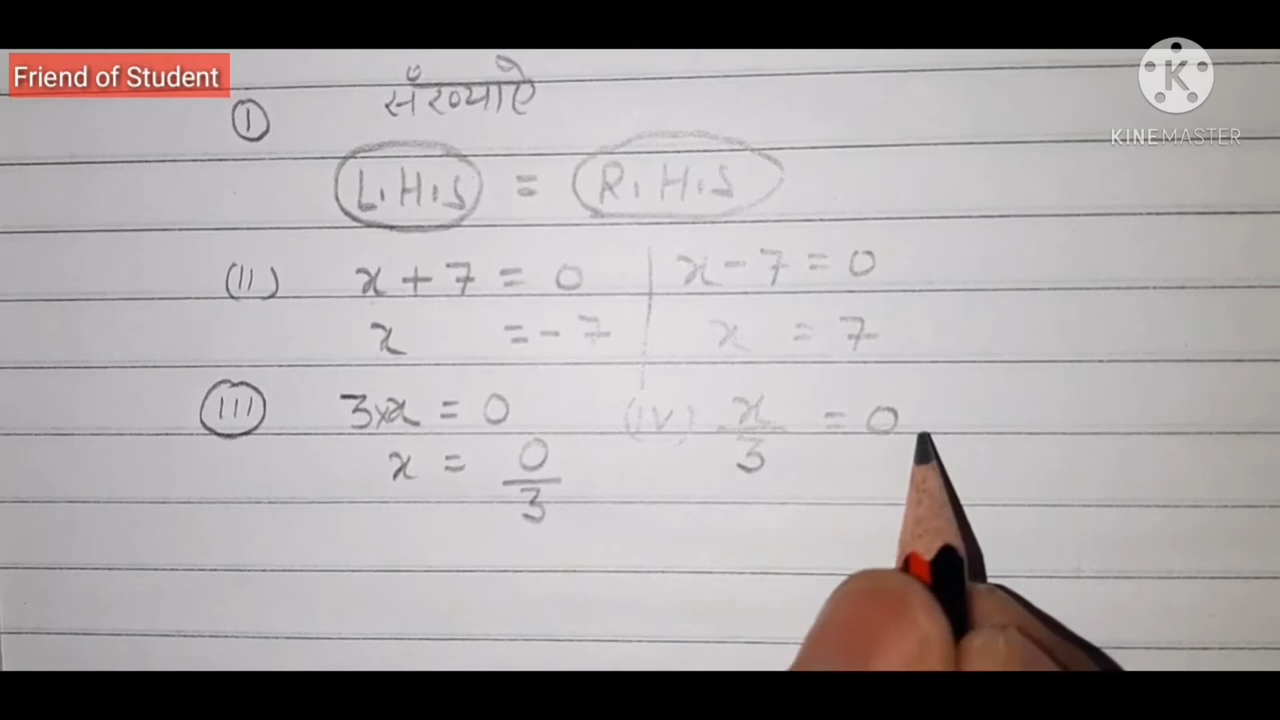 Friend of Student
KINEMASTER
① संख्याऐ
L.H.S = R.H.S
(II) x + 7 = 0 | x - 7 = 0
x = - 7 | x = 7
(III) 3×x = 0 (IV) x/3 = 0
x = 0/3